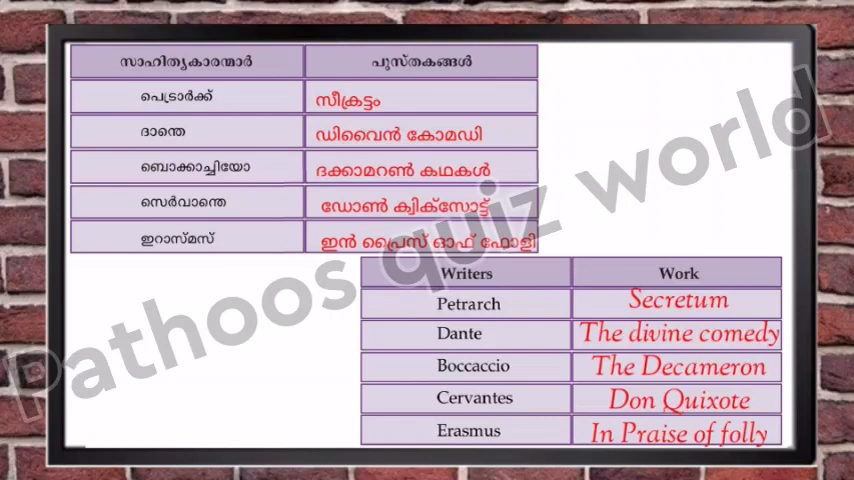 സാഹിത്യകാരന്മാർ പുസ്തകങ്ങൾ
പെട്രാർക്ക് സീക്രട്ടം
ദാന്തെ ഡിവൈൻ കോമഡി
ബൊക്കാച്ചിയോ ദക്കാമറൺ കഥകൾ
സെർവാന്തെ ഡോൺ ക്വിക്സോട്ട്
ഇറാസ്മസ് ഇൻ പ്രൈസ് ഓഫ് ഫോളി
Writers Work
Petrarch Secretum
Dante The divine comedy
Boccaccio The Decameron
Cervantes Don Quixote
Erasmus In Praise of folly
Pathoos quiz world